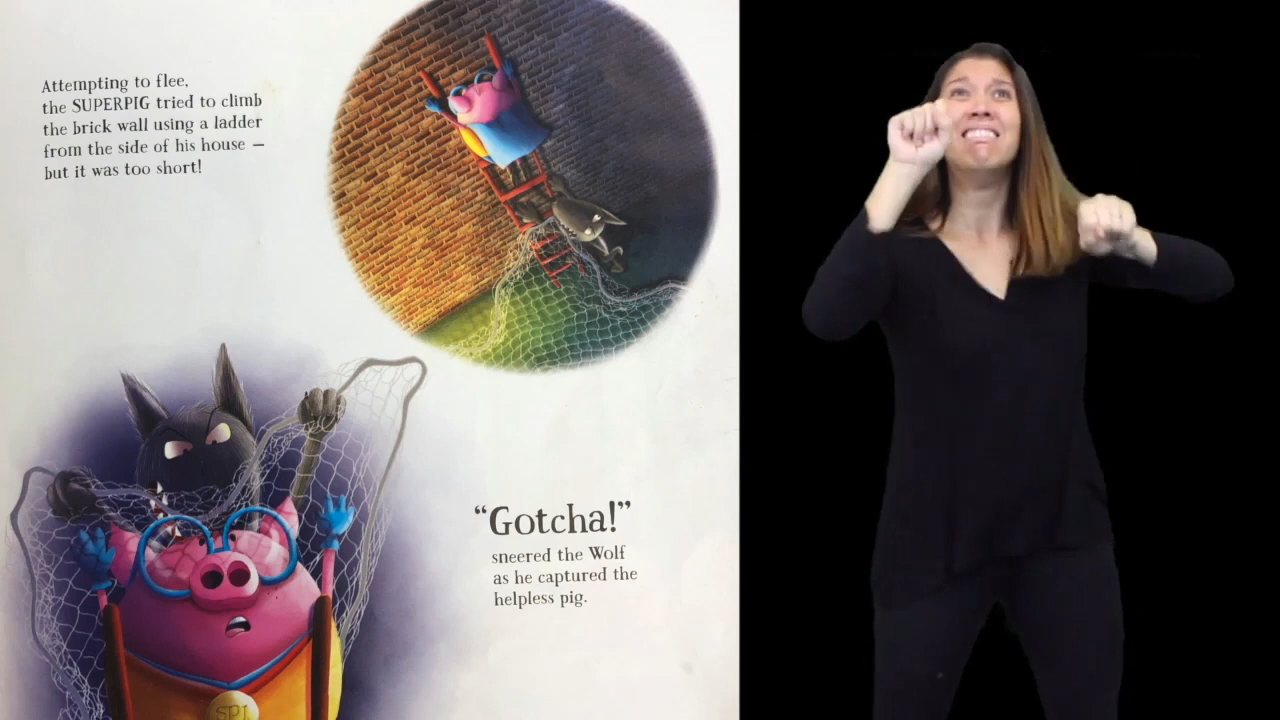 Attempting to flee,
the SUPERPIG tried to climb
the brick wall using a ladder
from the side of his house –
but it was too short!
“Gotcha!”
sneered the Wolf
as he captured the
helpless pig.
SPI